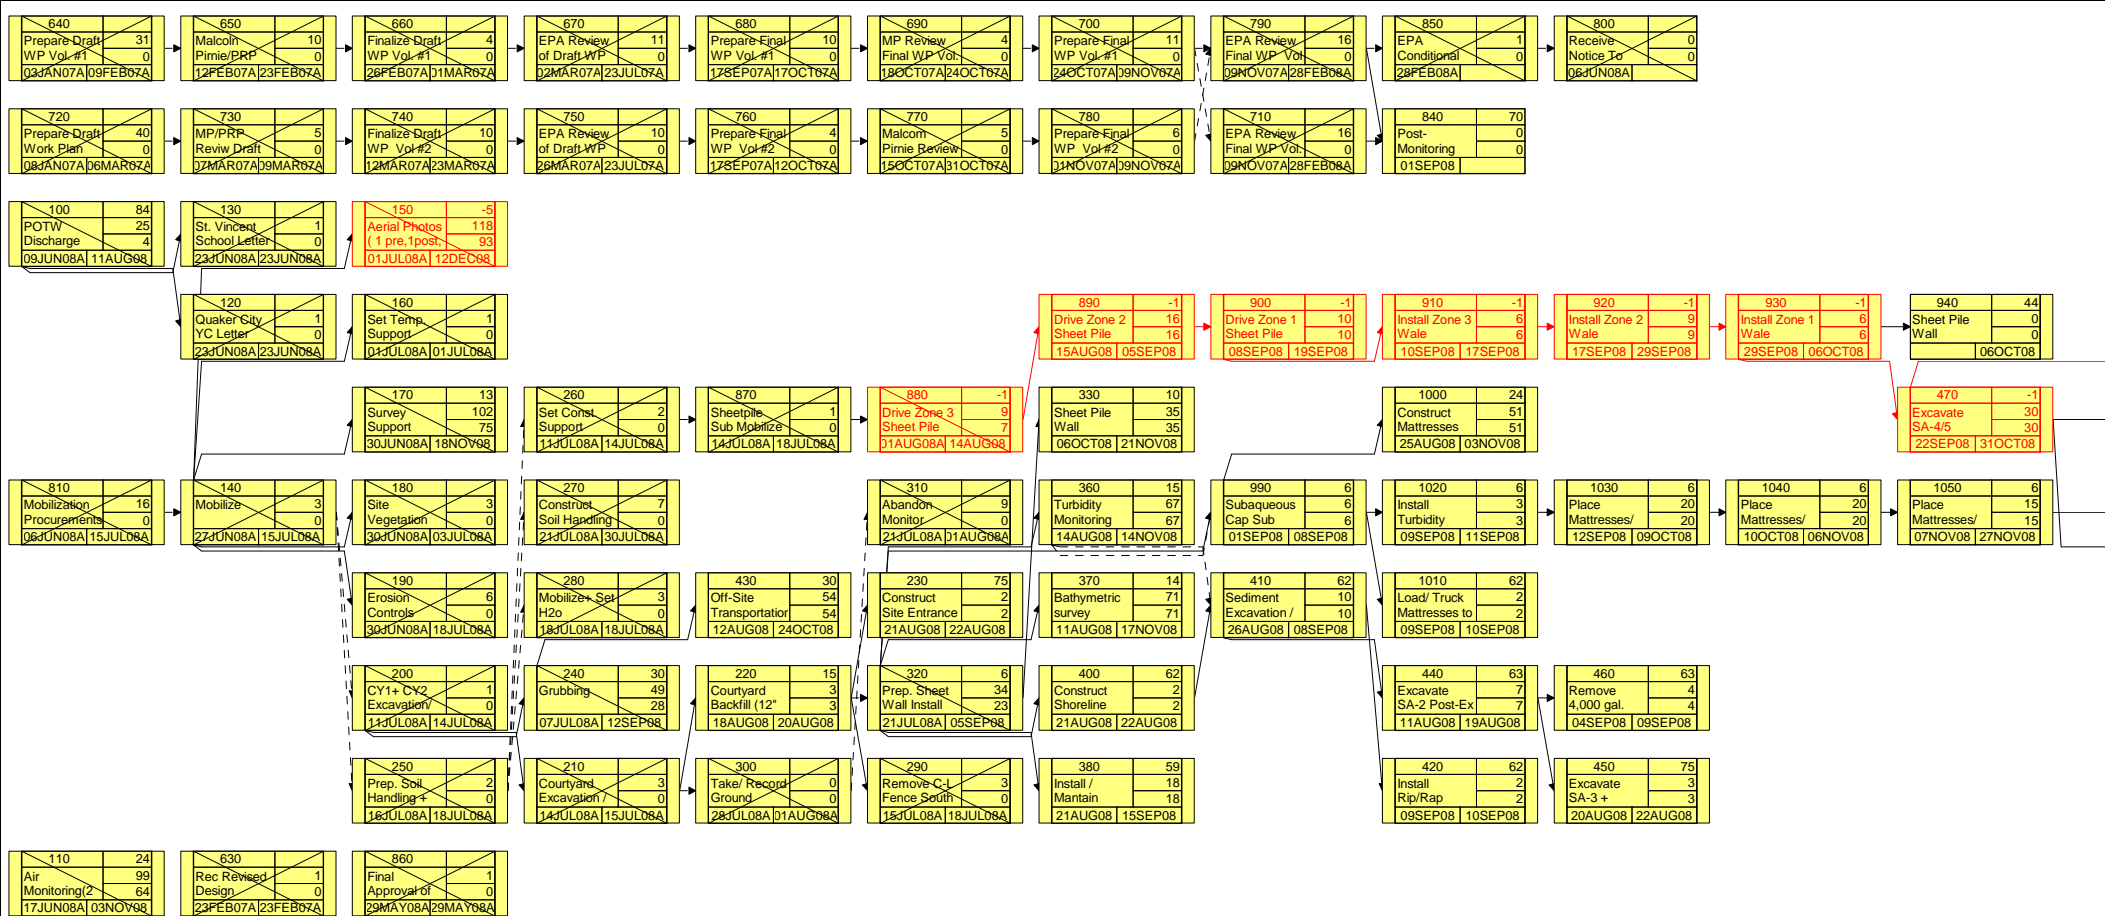 640
Prepare Draft 31
WP Vol. #1 0
03JAN07A 09FEB07A
650
Malcoln 10
Pirnie/PRP 0
12FEB07A 23FEB07A
660
Finalize Draft 4
WP Vol. #1 0
26FEB07A 01MAR07A
670
EPA Review 11
of Draft WP 0
02MAR07A 23JUL07A
680
Prepare Final 10
WP Vol. #1 0
17SEP07A 17OCT07A
690
MP Review 4
Final WP Vol. 0
18OCT07A 24OCT07A
700
Prepare Final 11
WP Vol. #1 0
24OCT07A 09NOV07A
790
EPA Review 16
Final WP Vol 0
09NOV07A 28FEB08A
850
EPA 1
Conditional 0
28FEB08A
800
Receive 0
Notice To 0
06JUN08A
720
Prepare Draft 40
Work Plan 0
08JAN07A 06MAR07A
730
MP/PRP 5
Reviw Draft 0
07MAR07A 09MAR07A
740
Finalize Draft 10
WP Vol #2 0
12MAR07A 23MAR07A
750
EPA Review 10
of Draft WP 0
26MAR07A 23JUL07A
760
Prepare Final 4
WP Vol #2 0
17SEP07A 12OCT07A
770
Malcom 5
Pirnie Review 0
15OCT07A 31OCT07A
780
Prepare Final 6
WP Vol #2 0
01NOV07A 09NOV07A
710
EPA Review 16
Final WP Vol. 0
09NOV07A 28FEB08A
840 70
Post- 0
Monitoring 0
01SEP08
100 84
POTW 25
Discharge 4
09JUN08A 11AUG08
130
St. Vincent 1
School Letter 0
23JUN08A 23JUN08A
150 -5
Aerial Photos 118
( 1 pre,1post, 93
01JUL08A 12DEC08
120
Quaker City 1
YC Letter 0
23JUN08A 23JUN08A
160
Set Temp. 1
Support 0
01JUL08A 01JUL08A
890 -1
Drive Zone 2 16
Sheet Pile 16
15AUG08 05SEP08
900 -1
Drive Zone 1 10
Sheet Pile 10
08SEP08 19SEP08
910 -1
Install Zone 3 6
Wale 6
10SEP08 17SEP08
920 -1
Install Zone 2 9
Wale 9
17SEP08 29SEP08
930 -1
Install Zone 1 6
Wale 6
29SEP08 06OCT08
940 44
Sheet Pile 0
Wall 0
06OCT08
170 13
Survey 102
Support 75
30JUN08A 18NOV08
260
Set Const. 2
Support 0
11JUL08A 14JUL08A
870
Sheetpile 1
Sub Mobilize 0
14JUL08A 18JUL08A
880 -1
Drive Zone 3 9
Sheet Pile 7
01AUG08A 14AUG08
330 10
Sheet Pile 35
Wall 35
06OCT08 21NOV08
1000 24
Construct 51
Mattresses 51
25AUG08 03NOV08
470 -1
Excavate 30
SA-4/5 30
22SEP08 31OCT08
810
Mobilization 16
Procurements 0
06JUN08A 15JUL08A
140
Mobilize 3
0
27JUN08A 15JUL08A
180
Site 3
Vegetation 0
30JUN08A 03JUL08A
270
Construct 7
Soil Handling 0
21JUL08A 30JUL08A
310
Abandon 9
Monitor 0
21JUL08A 01AUG08A
360 15
Turbidity 67
Monitoring 67
14AUG08 14NOV08
990 6
Subaqueous 6
Cap Sub 6
01SEP08 08SEP08
1020 6
Install 3
Turbidity 3
09SEP08 11SEP08
1030 6
Place 20
Mattresses/ 20
12SEP08 09OCT08
1040 6
Place 20
Mattresses/ 20
10OCT08 06NOV08
1050 6
Place 15
Mattresses/ 15
07NOV08 27NOV08
190
Erosion 6
Controls 0
30JUN08A 18JUL08A
280
Mobilize+ Set 3
H2o 0
18JUL08A 18JUL08A
430 30
Off-Site 54
Transportation 54
12AUG08 24OCT08
230 75
Construct 2
Site Entrance 2
21AUG08 22AUG08
370 14
Bathymetric 71
survey 71
11AUG08 17NOV08
410 62
Sediment 10
Excavation / 10
26AUG08 08SEP08
1010 62
Load/ Truck 2
Mattresses to 2
09SEP08 10SEP08
200
CY1+ CY2 1
Excavation/ 0
11JUL08A 14JUL08A
240 30
Grubbing 49
28
07JUL08A 12SEP08
220 15
Courtyard 3
Backfill (12" 3
18AUG08 20AUG08
320 6
Prep. Sheet 34
Wall Install 23
21JUL08A 05SEP08
400 62
Construct 2
Shoreline 2
21AUG08 22AUG08
440 63
Excavate 7
SA-2 Post-Ex 7
11AUG08 19AUG08
460 63
Remove 4
4,000 gal. 4
04SEP08 09SEP08
250
Prep. Soil 2
Handling + 0
16JUL08A 18JUL08A
210
Courtyard 3
Excavation / 0
14JUL08A 15JUL08A
300
Take/ Record 0
Ground 0
28JUL08A 01AUG08A
290
Remove C-L 3
Fence South 0
15JUL08A 18JUL08A
380 59
Install / 18
Mantain 18
21AUG08 15SEP08
420 62
Install 2
Rip/Rap 2
09SEP08 10SEP08
450 75
Excavate 3
SA-3 + 3
20AUG08 22AUG08
110 24
Air 99
Monitoring(2 64
17JUN08A 03NOV08
630
Rec Revised 1
Design 0
23FEB07A 23FEB07A
860
Final 1
Approval of 0
29MAY08A 29MAY08A